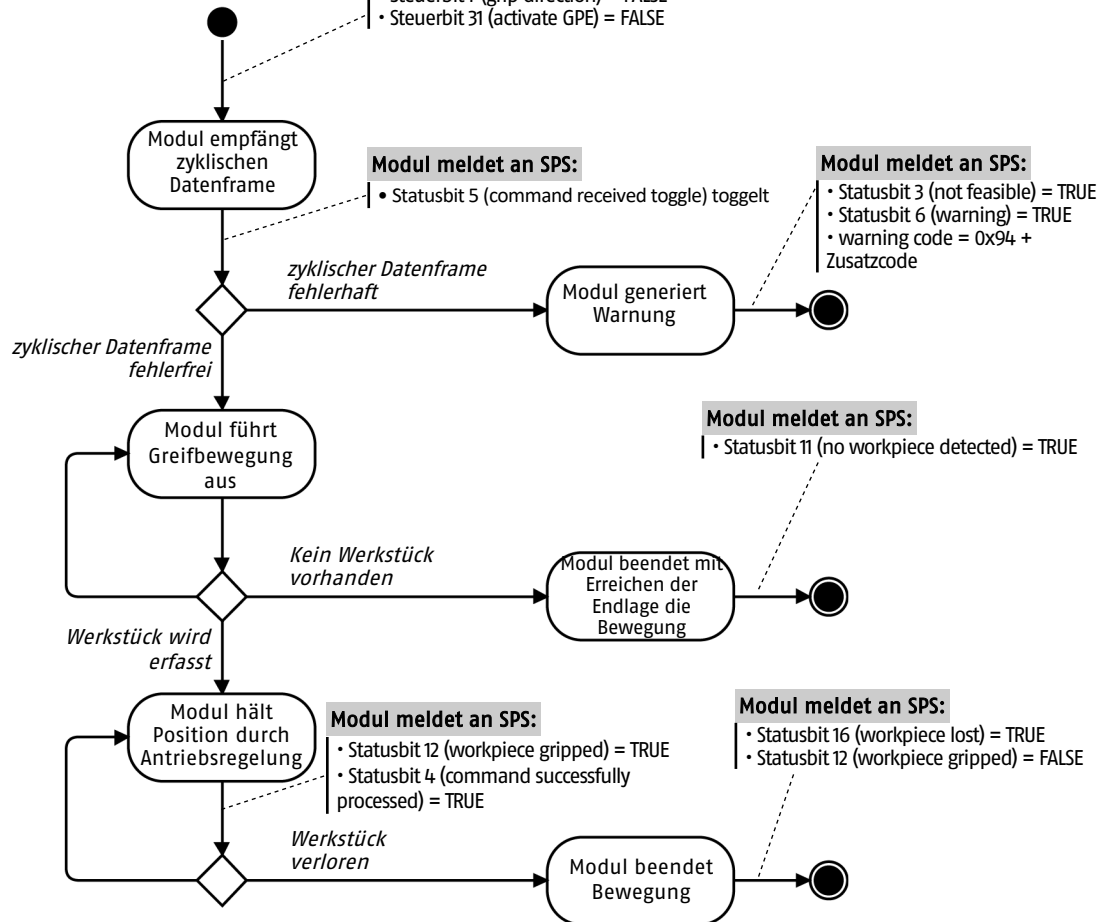 • Steuerbit 31 (activate GPE) = FALSE
Modul empfängt
zyklischen
Datenframe
Modul meldet an SPS:
• Statusbit 5 (command received toggle) toggelt
Modul meldet an SPS:
• Statusbit 3 (not feasible) = TRUE
• Statusbit 6 (warning) = TRUE
• warning code = 0x94 +
Zusatzcode
zyklischer Datenframe
fehlerhaft
Modul generiert
Warnung
zyklischer Datenframe
fehlerfrei
Modul führt
Greifbewegung
aus
Modul meldet an SPS:
• Statusbit 11 (no workpiece detected) = TRUE
Kein Werkstück
vorhanden
Modul beendet mit
Erreichen der
Endlage die
Bewegung
Werkstück wird
erfasst
Modul hält
Position durch
Antriebsregelung
Modul meldet an SPS:
• Statusbit 12 (workpiece gripped) = TRUE
• Statusbit 4 (command successfully
processed) = TRUE
Modul meldet an SPS:
• Statusbit 16 (workpiece lost) = TRUE
• Statusbit 12 (workpiece gripped) = FALSE
Werkstück
verloren
Modul beendet
Bewegung